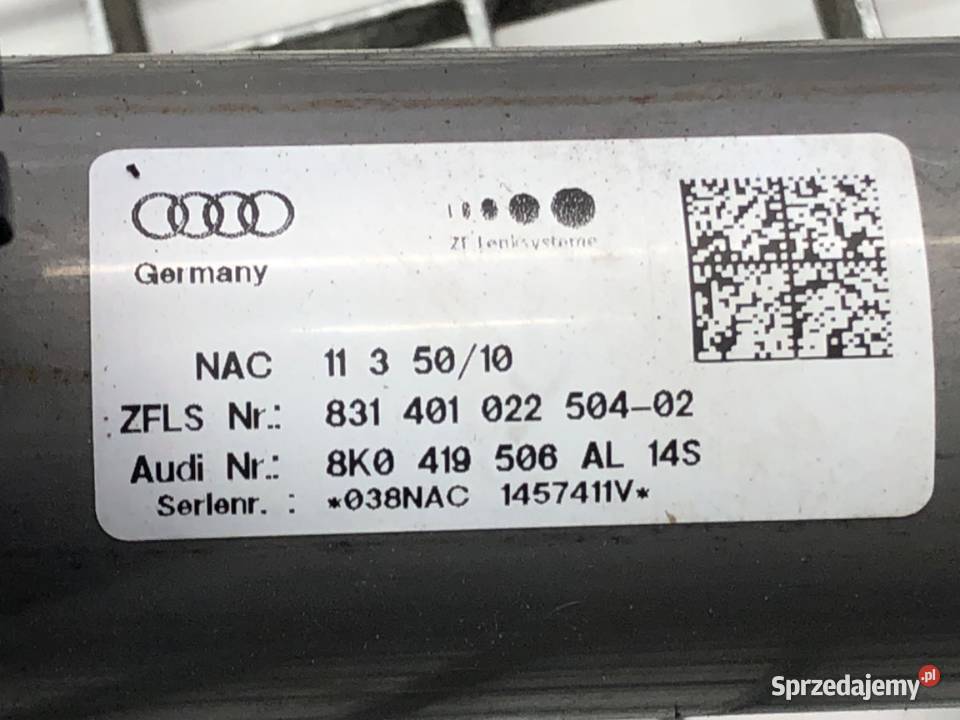 ZF Lenksysteme
Germany
NAC 11 3 50/10
ZFLS Nr.: 831 401 022 504-02
Audi Nr.: 8K0 419 506 AL 14S
Serienr. : *038NAC 1457411V*
Sprzedajemy.pl